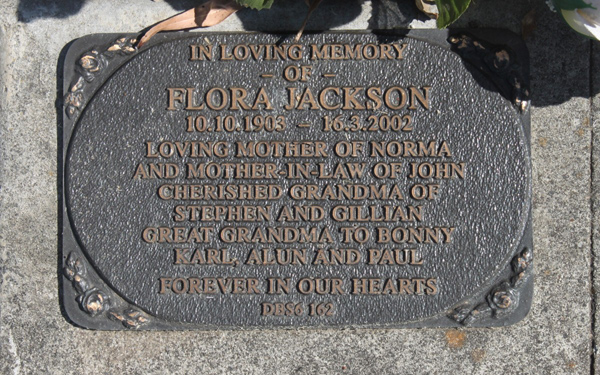 IN LOVING MEMORY
– OF –
FLORA JACKSON
10.10.1903 – 16.3.2002
LOVING MOTHER OF NORMA
AND MOTHER-IN-LAW OF JOHN
CHERISHED GRANDMA OF
STEPHEN AND GILLIAN
GREAT GRANDMA TO BONNY
KARL, ALUN AND PAUL
FOREVER IN OUR HEARTS
DBS6 162